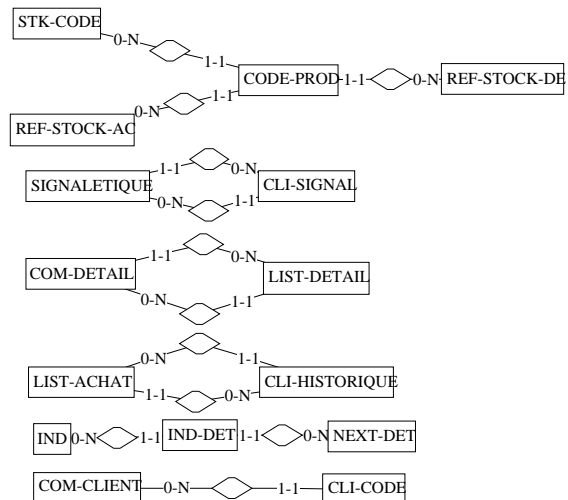 STK-CODE
0-N
1-1
CODE-PROD
1-1
0-N
REF-STOCK-DE
0-N
1-1
REF-STOCK-AC
1-1
0-N
SIGNALETIQUE
CLI-SIGNAL
0-N
1-1
1-1
0-N
COM-DETAIL
LIST-DETAIL
0-N
1-1
0-N
1-1
LIST-ACHAT
CLI-HISTORIQUE
1-1
0-N
IND
0-N
1-1
IND-DET
1-1
0-N
NEXT-DET
COM-CLIENT
0-N
1-1
CLI-CODE